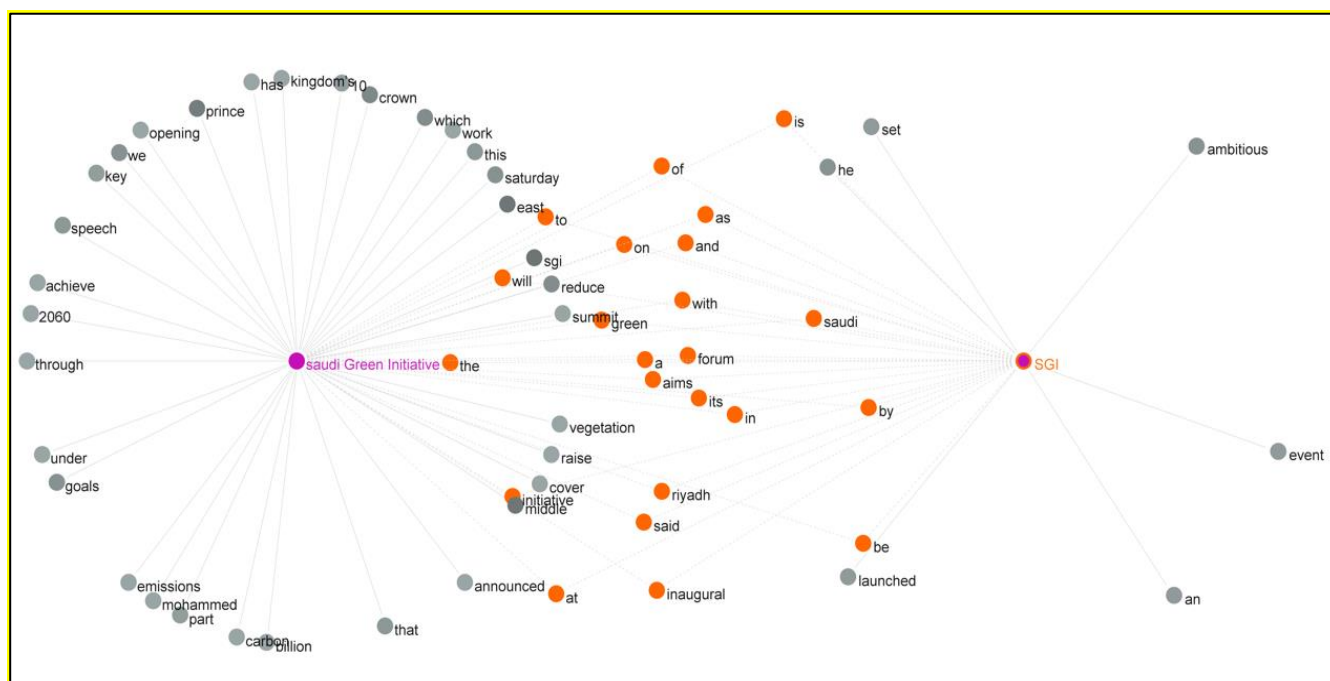 has
kingdom's
10
crown
prince
which
opening
work
we
this
key
saturday
speech
east
to
sgi
achieve
will
reduce
2060
summit
green
through
saudi Green Initiative
the
is
set
of
he
ambitious
as
on
and
with
saudi
a
forum
aims
its
in
by
SGI
vegetation
under
raise
goals
cover
initiative
middle
riyadh
said
event
be
launched
emissions
announced
at
inaugural
an
mohammed
part
that
carbon
billion